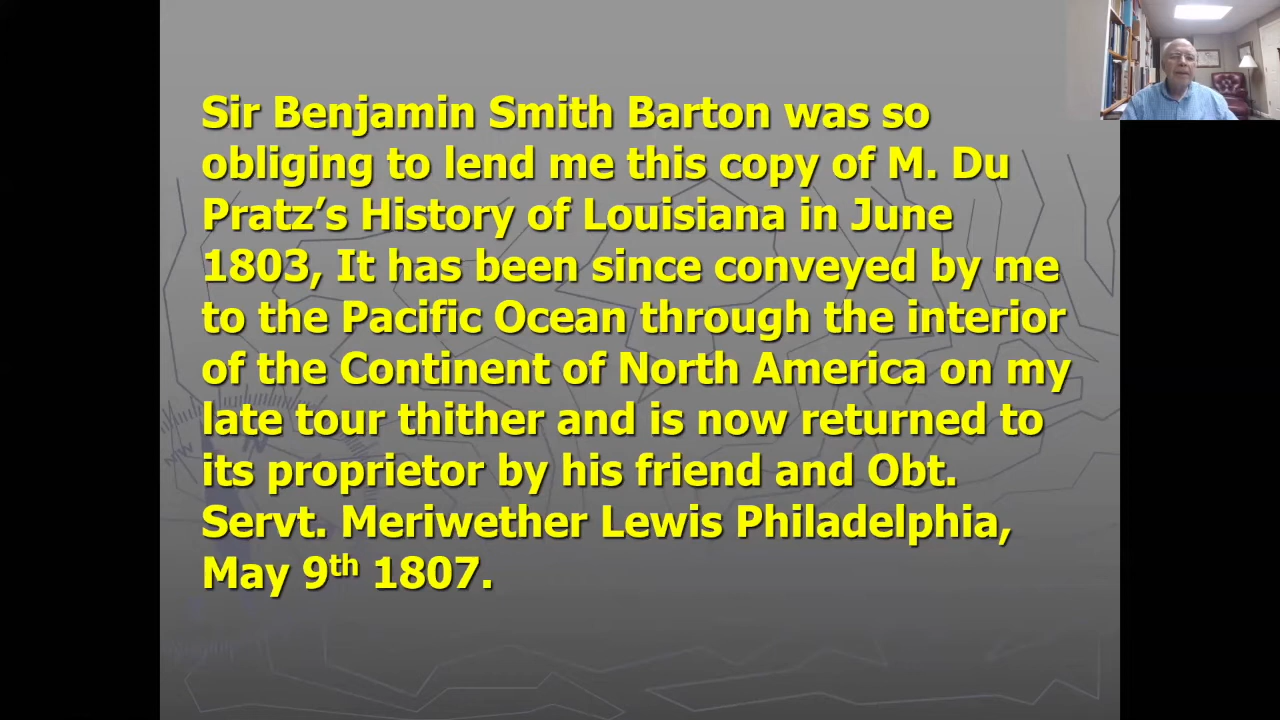 Sir Benjamin Smith Barton was so
obliging to lend me this copy of M. Du
Pratz’s History of Louisiana in June
1803, It has been since conveyed by me
to the Pacific Ocean through the interior
of the Continent of North America on my
late tour thither and is now returned to
its proprietor by his friend and Obt.
Servt. Meriwether Lewis Philadelphia,
May 9th 1807.
NW